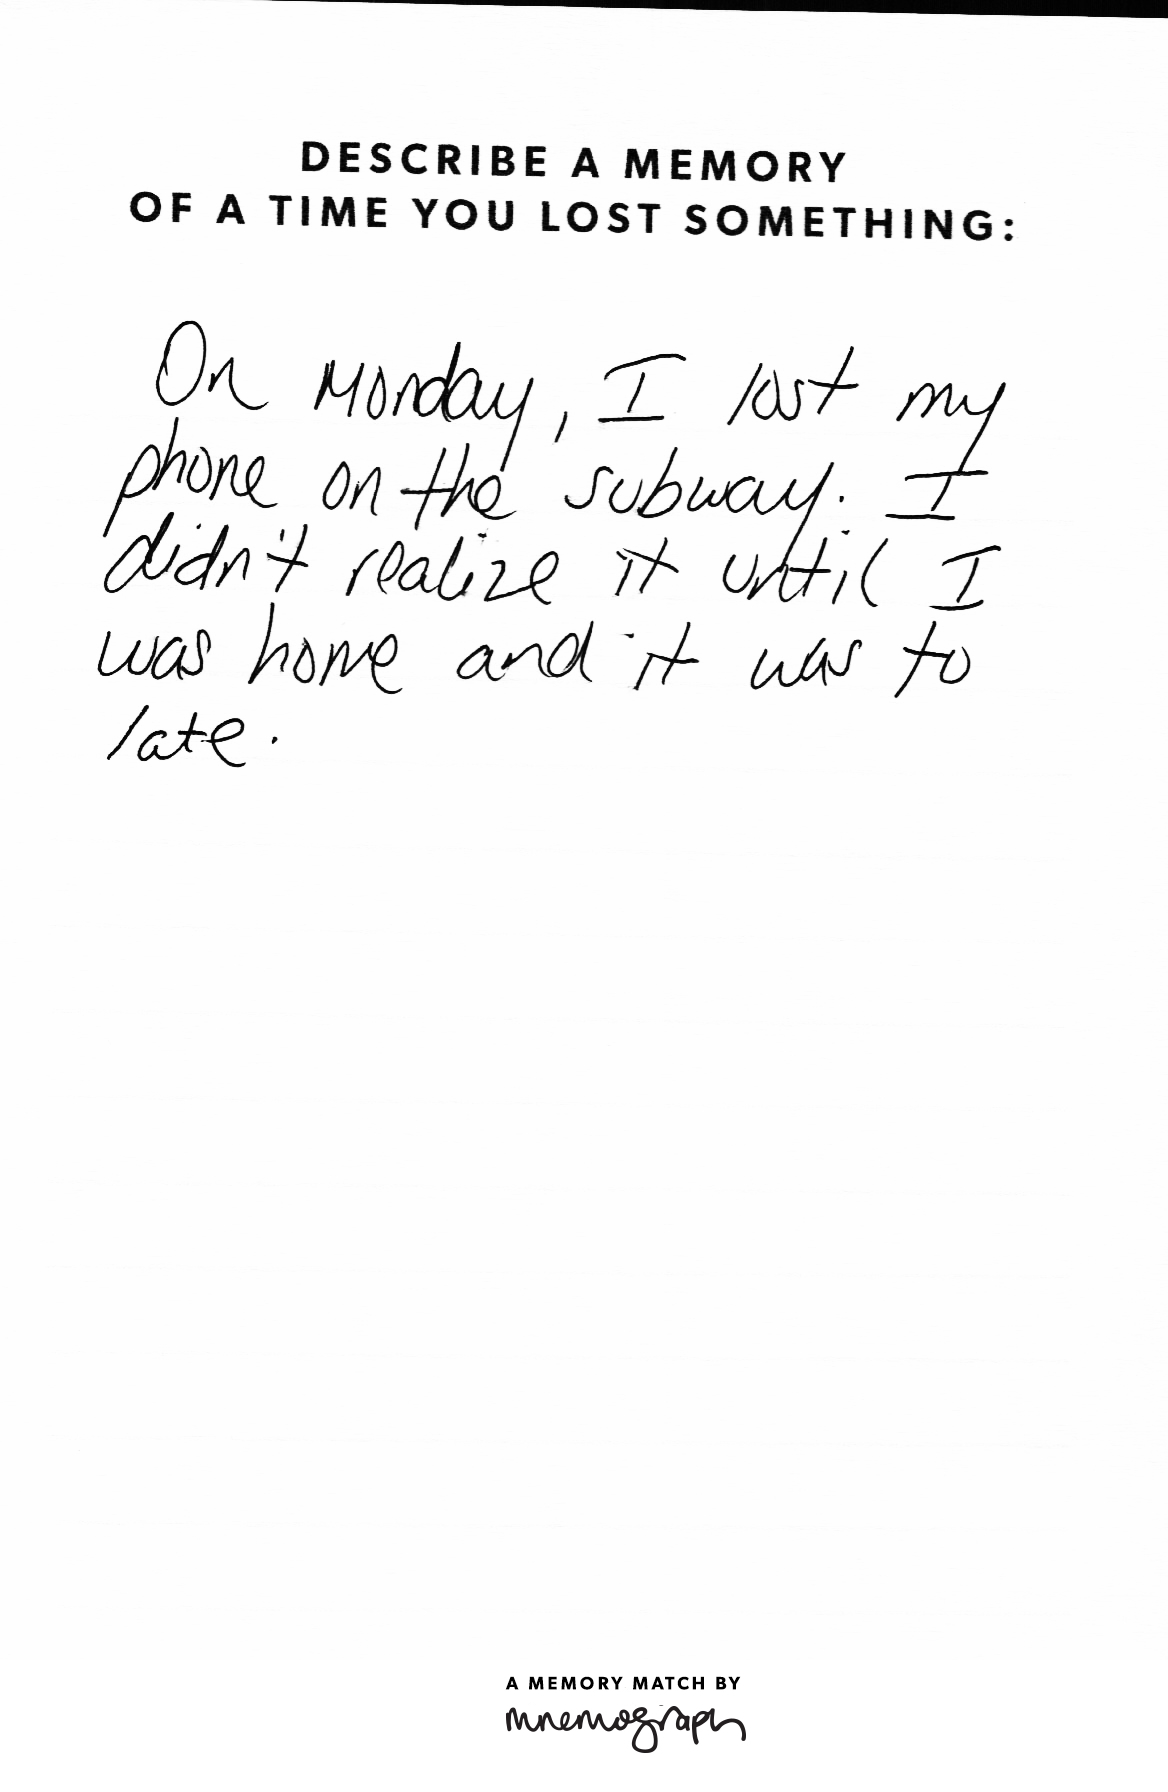 DESCRIBE A MEMORY
OF A TIME YOU LOST SOMETHING:
On Monday, I lost my
phone on the subway. I
didn't realize it until I
was home and it was to
late.
A MEMORY MATCH BY
mnemograph